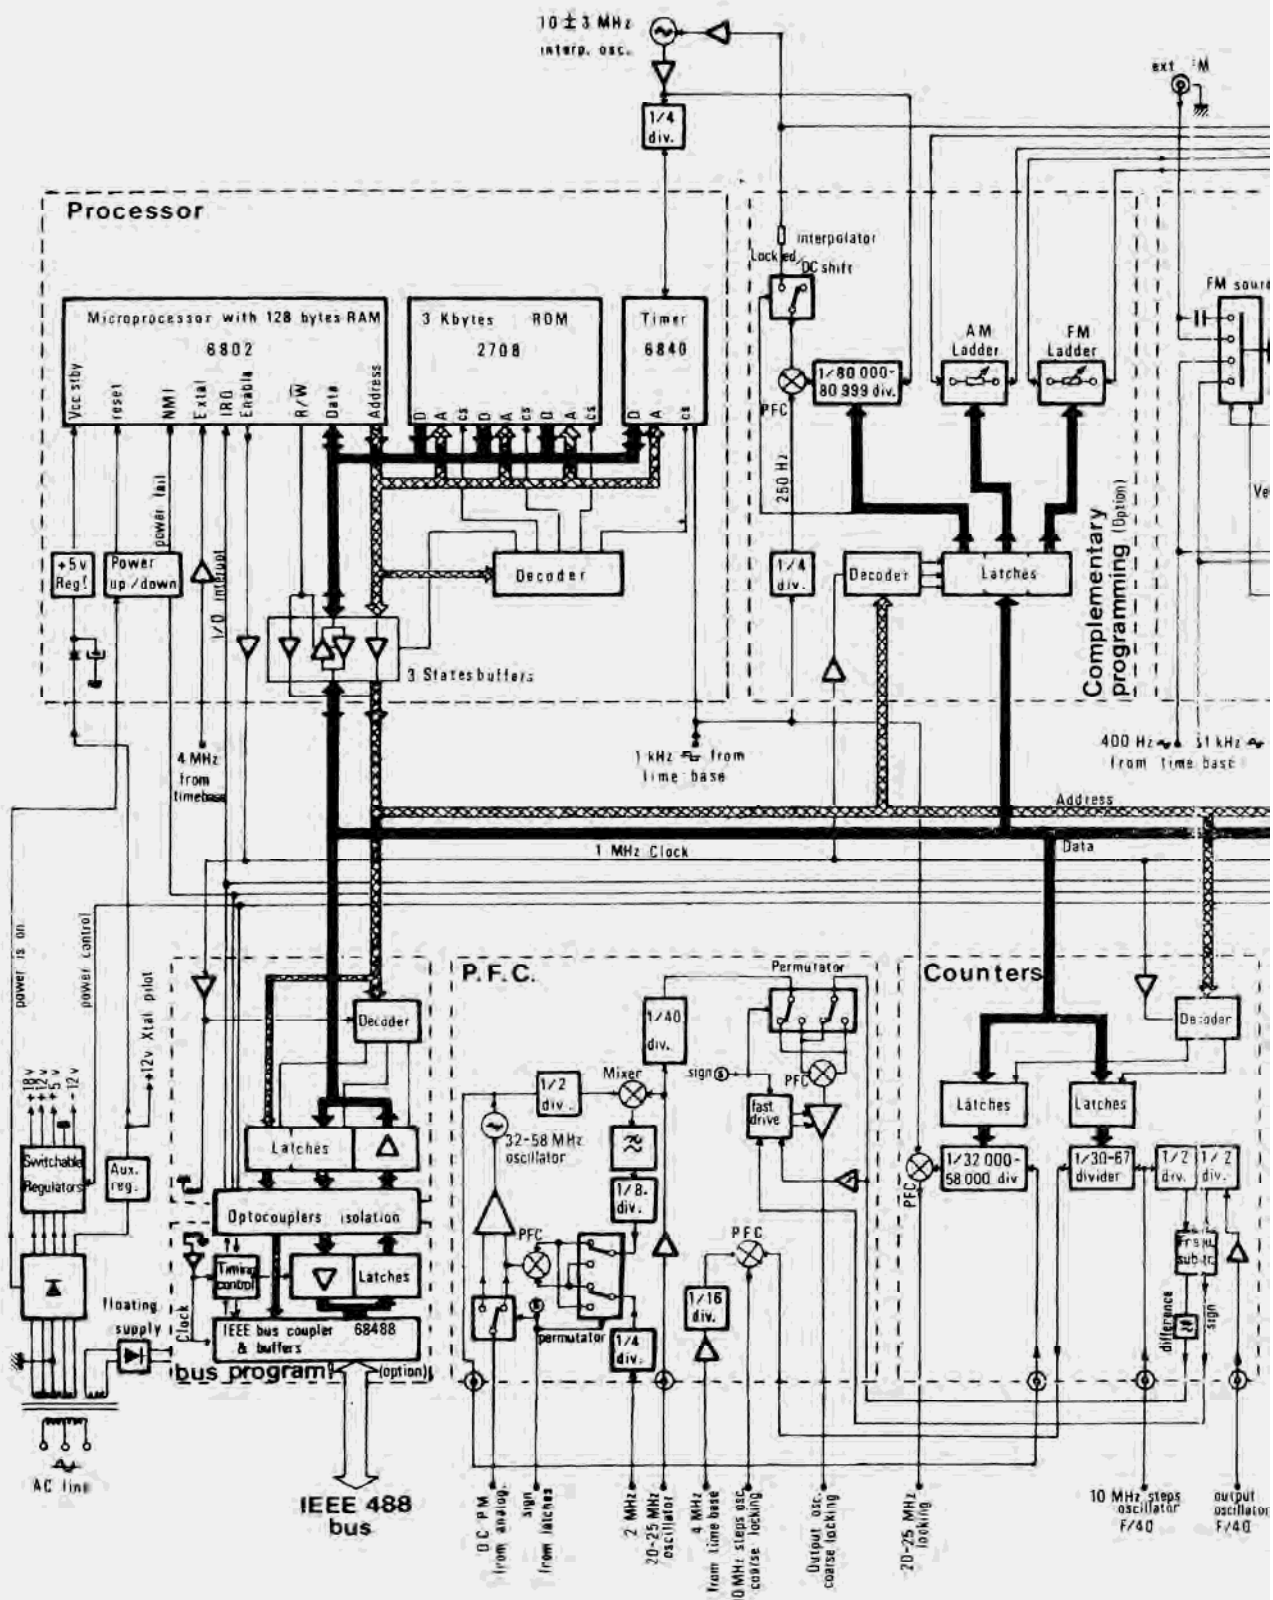 10 ± 3 MHz
interp. osc.
1/4
div.
ext
Processor
interpolator
Locked/
DC shift
Microprocessor with 128 bytes RAM
6802
3 Kbytes ROM
2708
Timer
6840
Vcc stby
reset
NMI
Extal
IRQ
Enable
R/W
Data
Address
D
A
cs
D
A
cs
D
A
cs
D
A
cs
PFC
1/80 000-
80 999 div.
AM
Ladder
FM
Ladder
FM
power fail
250 Hz
+5v
Reg!
Power
up/down
I/O interupt
Decoder
1/4
div.
Decoder
Latches
Complementary
programming (Option)
3 States buffers
4 MHz
from
timebase
1 kHz from
time base
400 Hz
1 kHz
from time base
Address
Data
1 MHz Clock
power is on
power control
+12v Xtal pilot
+18v
+12v
+5v
-12v
Switchable
Regulators
Aux.
reg.
floating
supply
AC line
Decoder
Latches
Optocouplers isolation
Timing
control
Latches
Clock
IEEE bus coupler 68488
& buffers
bus program! (option)
IEEE 488
bus
P.F.C.
Permutator
1/40
div.
Mixer
1/2
div.
32-58 MHz
oscillator
1/8.
div.
PFC
permutator
1/4
div.
sign
PFC
fast
drive
PFC
1/16
div.
Counters
Decoder
Latches
Latches
PFC
1/32 000-
58 000 div
1/30-67
divider
1/2
div.
1/2
div.
difference
sign
D.C PM
from analog.
sign
from latches
2 MHz
20-25 MHz
oscillator
4 MHz
from time base
10 MHz steps osc
coarse locking
Output osc.
coarse locking
20-25 MHz
locking
10 MHz steps
oscillator
F/40
output
oscillator
F/40